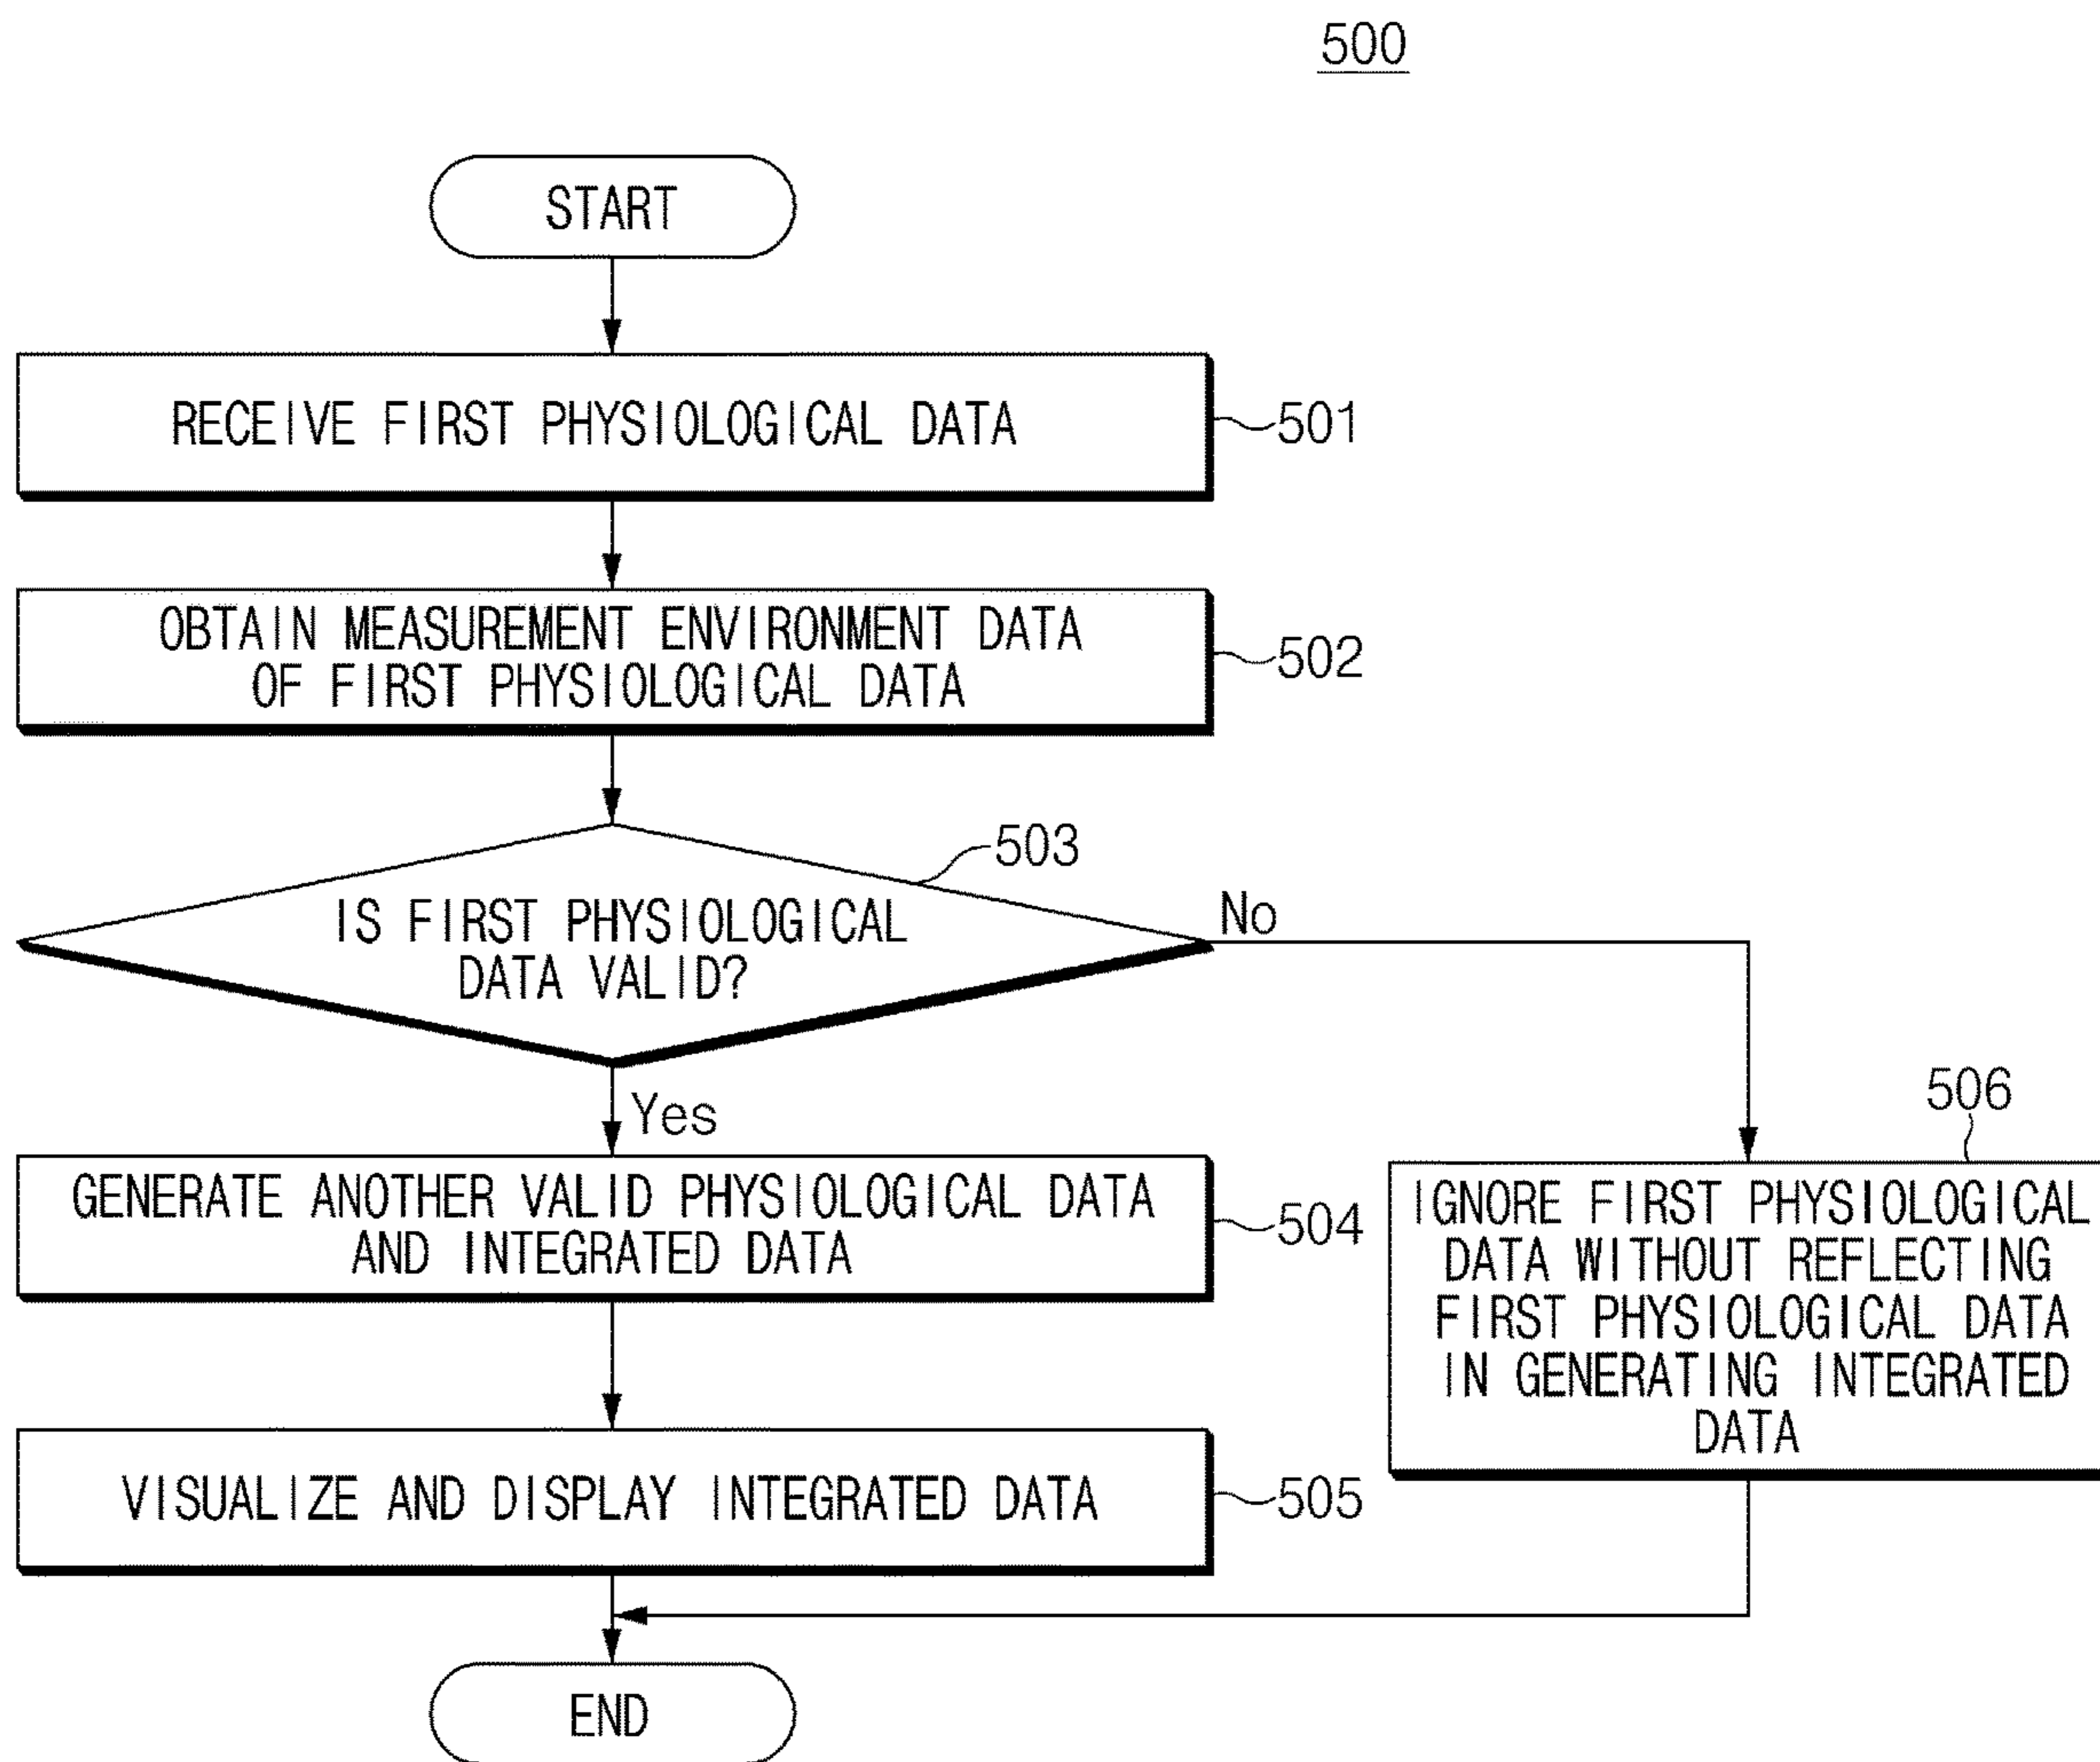 500
START
RECEIVE FIRST PHYSIOLOGICAL DATA
501
OBTAIN MEASUREMENT ENVIRONMENT DATA
OF FIRST PHYSIOLOGICAL DATA
502
503
IS FIRST PHYSIOLOGICAL
DATA VALID?
No
Yes
GENERATE ANOTHER VALID PHYSIOLOGICAL DATA
AND INTEGRATED DATA
504
506
IGNORE FIRST PHYSIOLOGICAL
DATA WITHOUT REFLECTING
FIRST PHYSIOLOGICAL DATA
IN GENERATING INTEGRATED
DATA
VISUALIZE AND DISPLAY INTEGRATED DATA
505
END